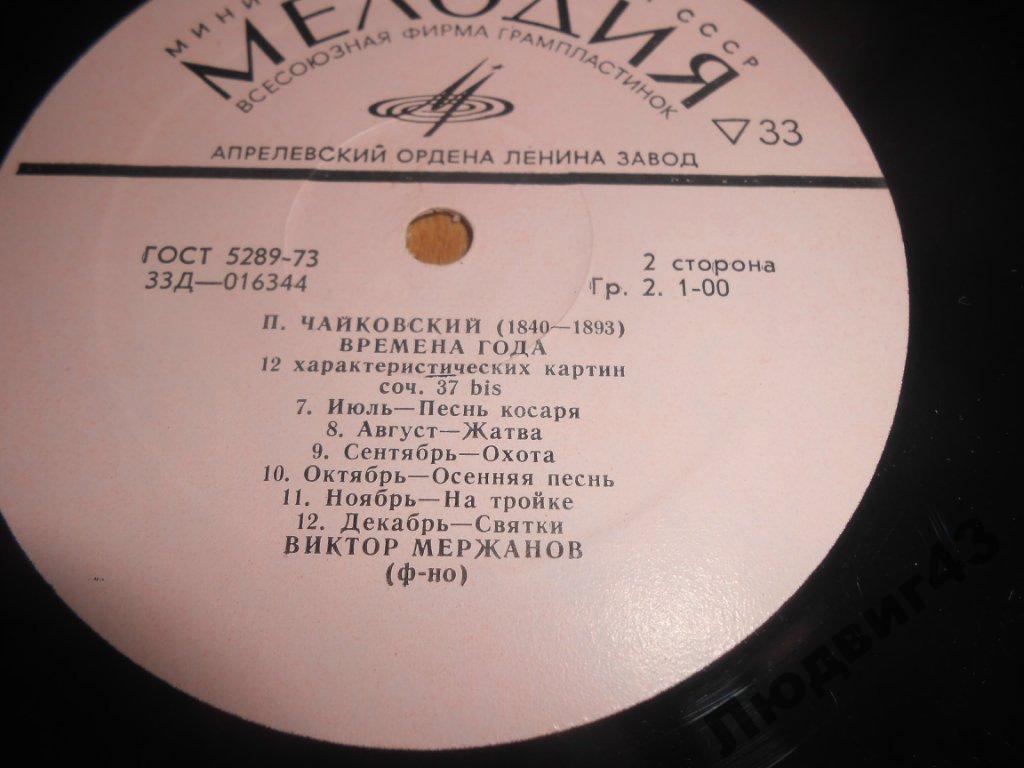 СССР
МЕЛОДИЯ
ВСЕСОЮЗНАЯ ФИРМА ГРАМПЛАСТИНОК
▽33
АПРЕЛЕВСКИЙ ОРДЕНА ЛЕНИНА ЗАВОД
ГОСТ 5289-73
33Д—016344
2 сторона
Гр. 2. 1-00
П. ЧАЙКОВСКИЙ (1840—1893)
ВРЕМЕНА ГОДА
12 характеристических картин
соч. 37 bis
7. Июль—Песнь косаря
8. Август—Жатва
9. Сентябрь—Охота
10. Октябрь—Осенняя песнь
11. Ноябрь—На тройке
12. Декабрь—Святки
ВИКТОР МЕРЖАНОВ
(ф-но)
Людвиг43